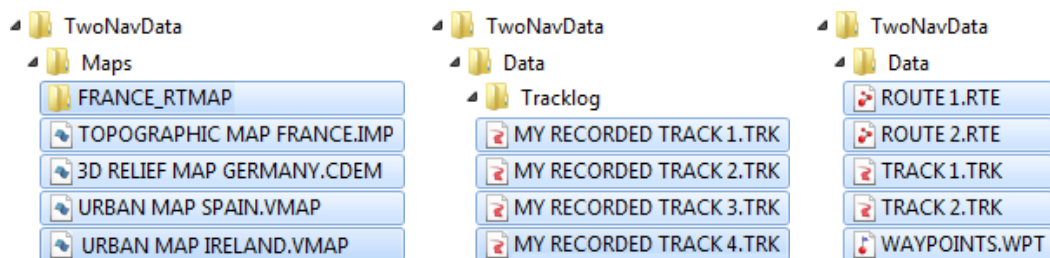 TwoNavData
Maps
FRANCE_RTMAP
TOPOGRAPHIC MAP FRANCE.IMP
3D RELIEF MAP GERMANY.CDEM
URBAN MAP SPAIN.VMAP
URBAN MAP IRELAND.VMAP
TwoNavData
Data
Tracklog
MY RECORDED TRACK 1.TRK
MY RECORDED TRACK 2.TRK
MY RECORDED TRACK 3.TRK
MY RECORDED TRACK 4.TRK
TwoNavData
Data
ROUTE 1.RTE
ROUTE 2.RTE
TRACK 1.TRK
TRACK 2.TRK
WAYPOINTS.WPT